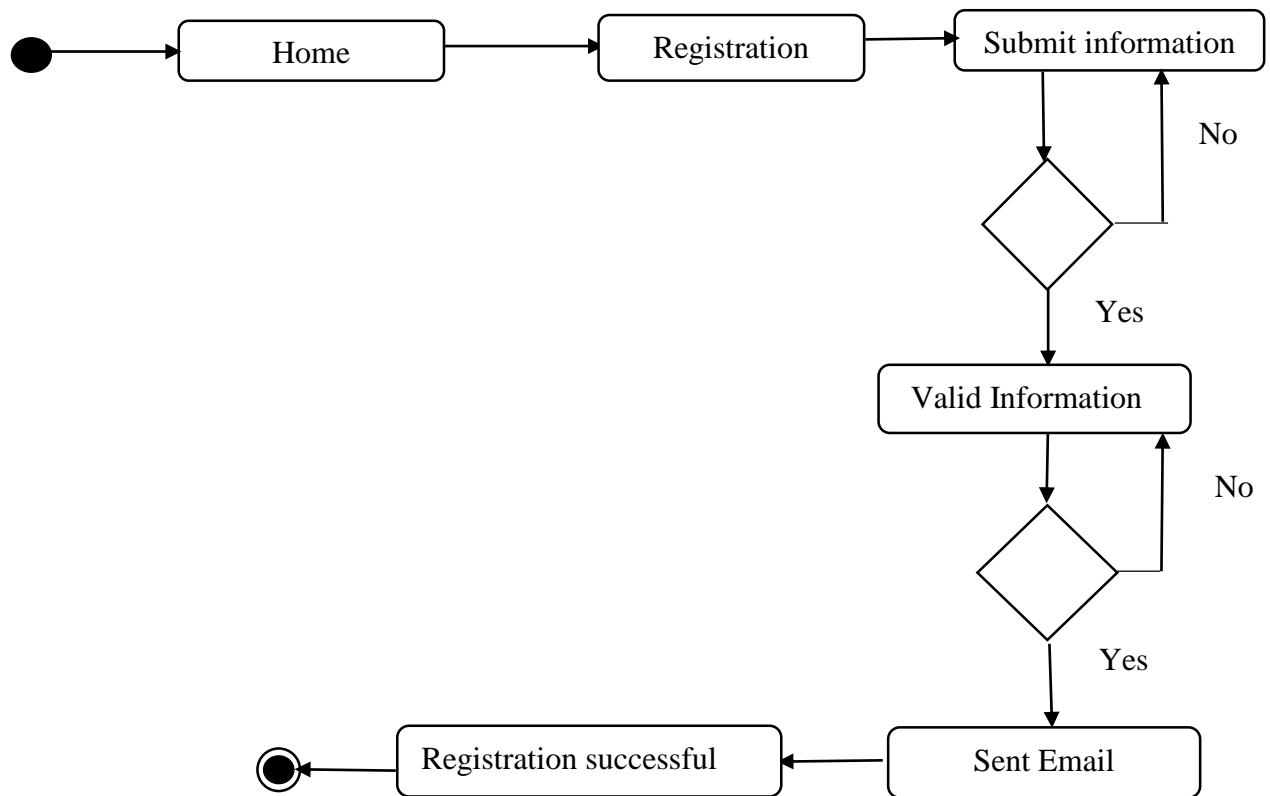 Home
Registration
Submit information
No
Yes
Valid Information
No
Yes
Sent Email
Registration successful